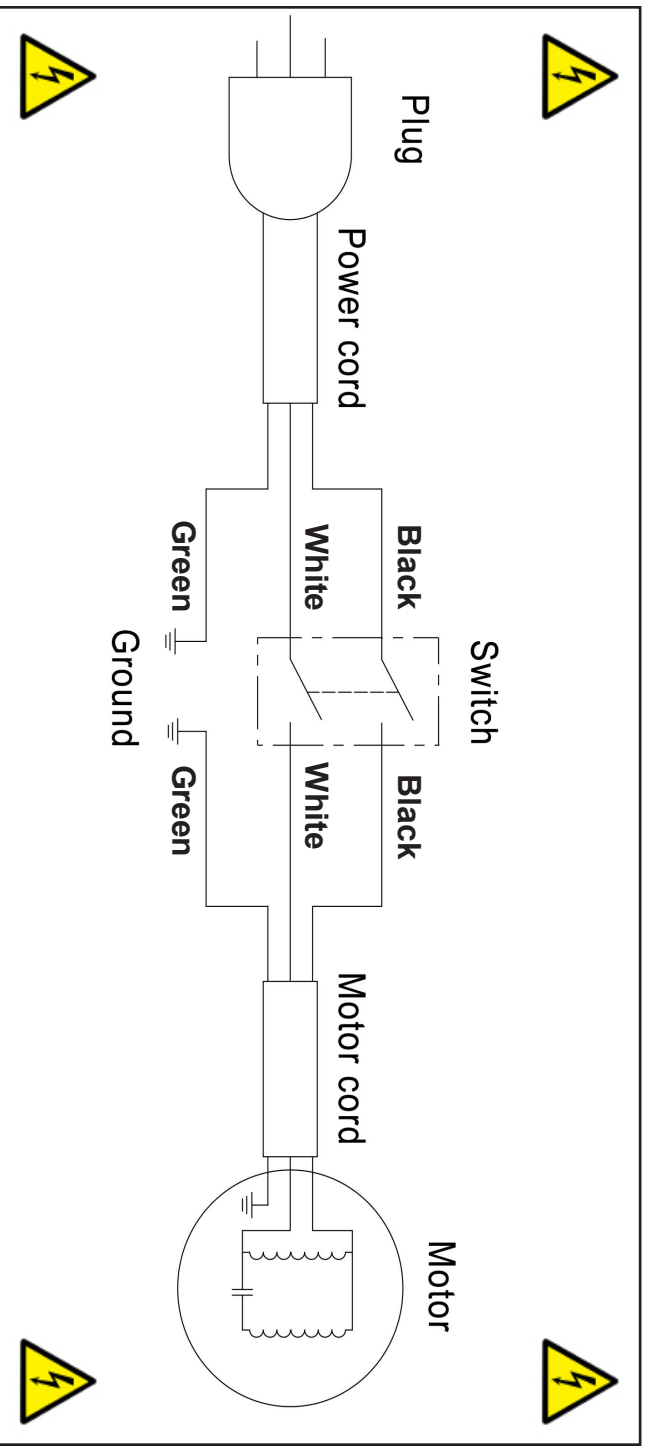 Plug
Power cord
Black
White
Green
Switch
Ground
Black
White
Green
Motor cord
Motor